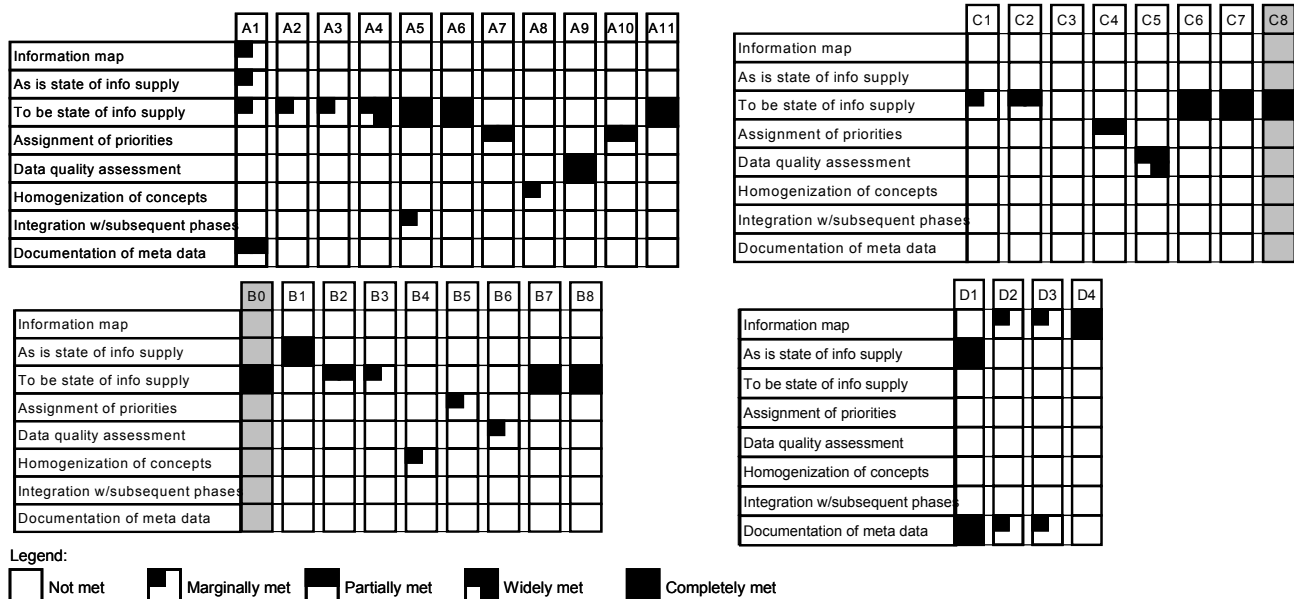 A1 A2 A3 A4 A5 A6 A7 A8 A9 A10 A11
Information map
As is state of info supply
To be state of info supply
Assignment of priorities
Data quality assessment
Homogenization of concepts
Integration w/subsequent phases
Documentation of meta data
C1 C2 C3 C4 C5 C6 C7 C8
Information map
As is state of info supply
To be state of info supply
Assignment of priorities
Data quality assessment
Homogenization of concepts
Integration w/subsequent phases
Documentation of meta data
B0 B1 B2 B3 B4 B5 B6 B7 B8
Information map
As is state of info supply
To be state of info supply
Assignment of priorities
Data quality assessment
Homogenization of concepts
Integration w/subsequent phases
Documentation of meta data
D1 D2 D3 D4
Information map
As is state of info supply
To be state of info supply
Assignment of priorities
Data quality assessment
Homogenization of concepts
Integration w/subsequent phases
Documentation of meta data
Legend:
Not met Marginally met Partially met Widely met Completely met